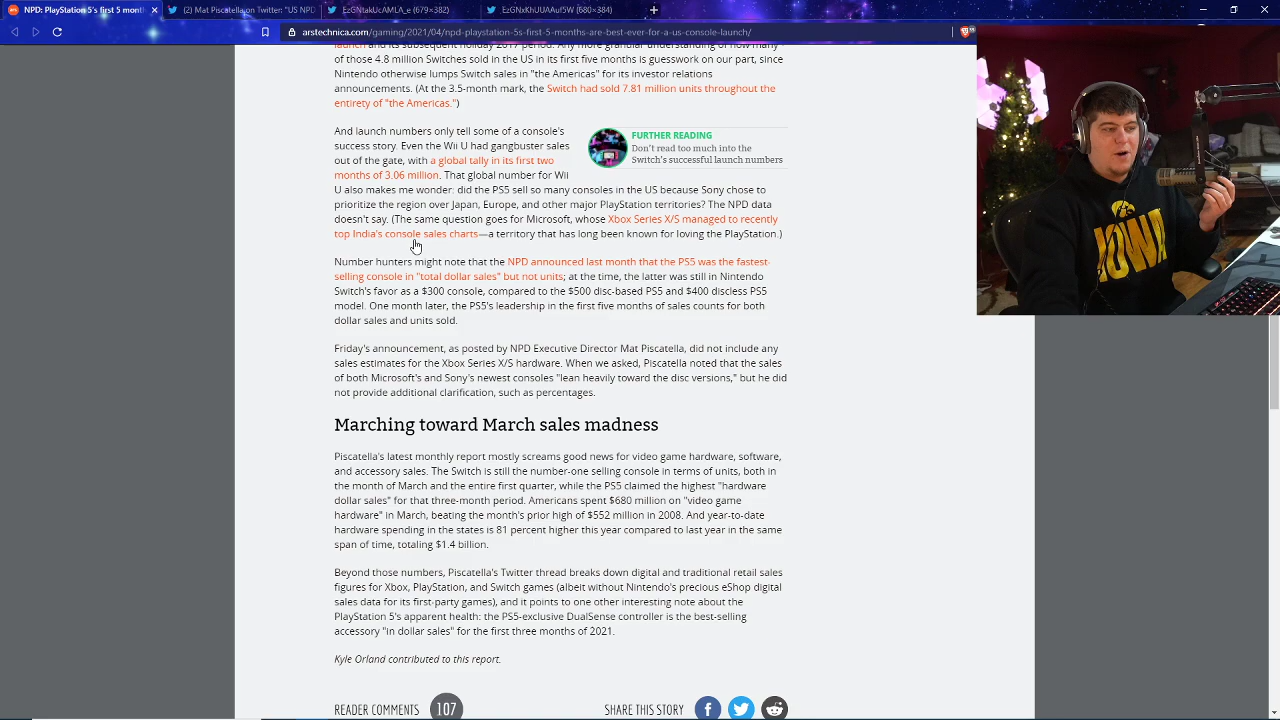 NPD: PlayStation 5's first 5 mont
(2) Mat Piscatella on Twitter: "US NPD
EzGNtakUcAMLA_e (679×382)
EzGNxKhUUAAuf5W (680×384)
arstechnica.com/gaming/2021/04/npd-playstation-5s-first-5-months-are-best-ever-for-a-us-console-launch/
launch and its subsequent holiday 2017 period. Any more granular understanding of how many
of those 4.8 million Switches sold in the US in its first five months is guesswork on our part, since
Nintendo otherwise lumps Switch sales in "the Americas" for its investor relations
announcements. (At the 3.5-month mark, the Switch had sold 7.81 million units throughout the
entirety of "the Americas.")
And launch numbers only tell some of a console's
success story. Even the Wii U had gangbuster sales
out of the gate, with a global tally in its first two
months of 3.06 million. That global number for Wii
FURTHER READING
Don't read too much into the
Switch's successful launch numbers
U also makes me wonder: did the PS5 sell so many consoles in the US because Sony chose to
prioritize the region over Japan, Europe, and other major PlayStation territories? The NPD data
doesn't say. (The same question goes for Microsoft, whose Xbox Series X/S managed to recently
top India's console sales charts—a territory that has long been known for loving the PlayStation.)
Number hunters might note that the NPD announced last month that the PS5 was the fastest-
selling console in "total dollar sales" but not units; at the time, the latter was still in Nintendo
Switch's favor as a $300 console, compared to the $500 disc-based PS5 and $400 discless PS5
model. One month later, the PS5's leadership in the first five months of sales counts for both
dollar sales and units sold.
Friday's announcement, as posted by NPD Executive Director Mat Piscatella, did not include any
sales estimates for the Xbox Series X/S hardware. When we asked, Piscatella noted that the sales
of both Microsoft's and Sony's newest consoles "lean heavily toward the disc versions," but he did
not provide additional clarification, such as percentages.
Marching toward March sales madness
Piscatella's latest monthly report mostly screams good news for video game hardware, software,
and accessory sales. The Switch is still the number-one selling console in terms of units, both in
the month of March and the entire first quarter, while the PS5 claimed the highest "hardware
dollar sales" for that three-month period. Americans spent $680 million on "video game
hardware" in March, beating the month's prior high of $552 million in 2008. And year-to-date
hardware spending in the states is 81 percent higher this year compared to last year in the same
span of time, totaling $1.4 billion.
Beyond those numbers, Piscatella's Twitter thread breaks down digital and traditional retail sales
figures for Xbox, PlayStation, and Switch games (albeit without Nintendo's precious eShop digital
sales data for its first-party games), and it points to one other interesting note about the
PlayStation 5's apparent health: the PS5-exclusive DualSense controller is the best-selling
accessory "in dollar sales" for the first three months of 2021.
Kyle Orland contributed to this report.
READER COMMENTS 107
SHARE THIS STORY
IOWA